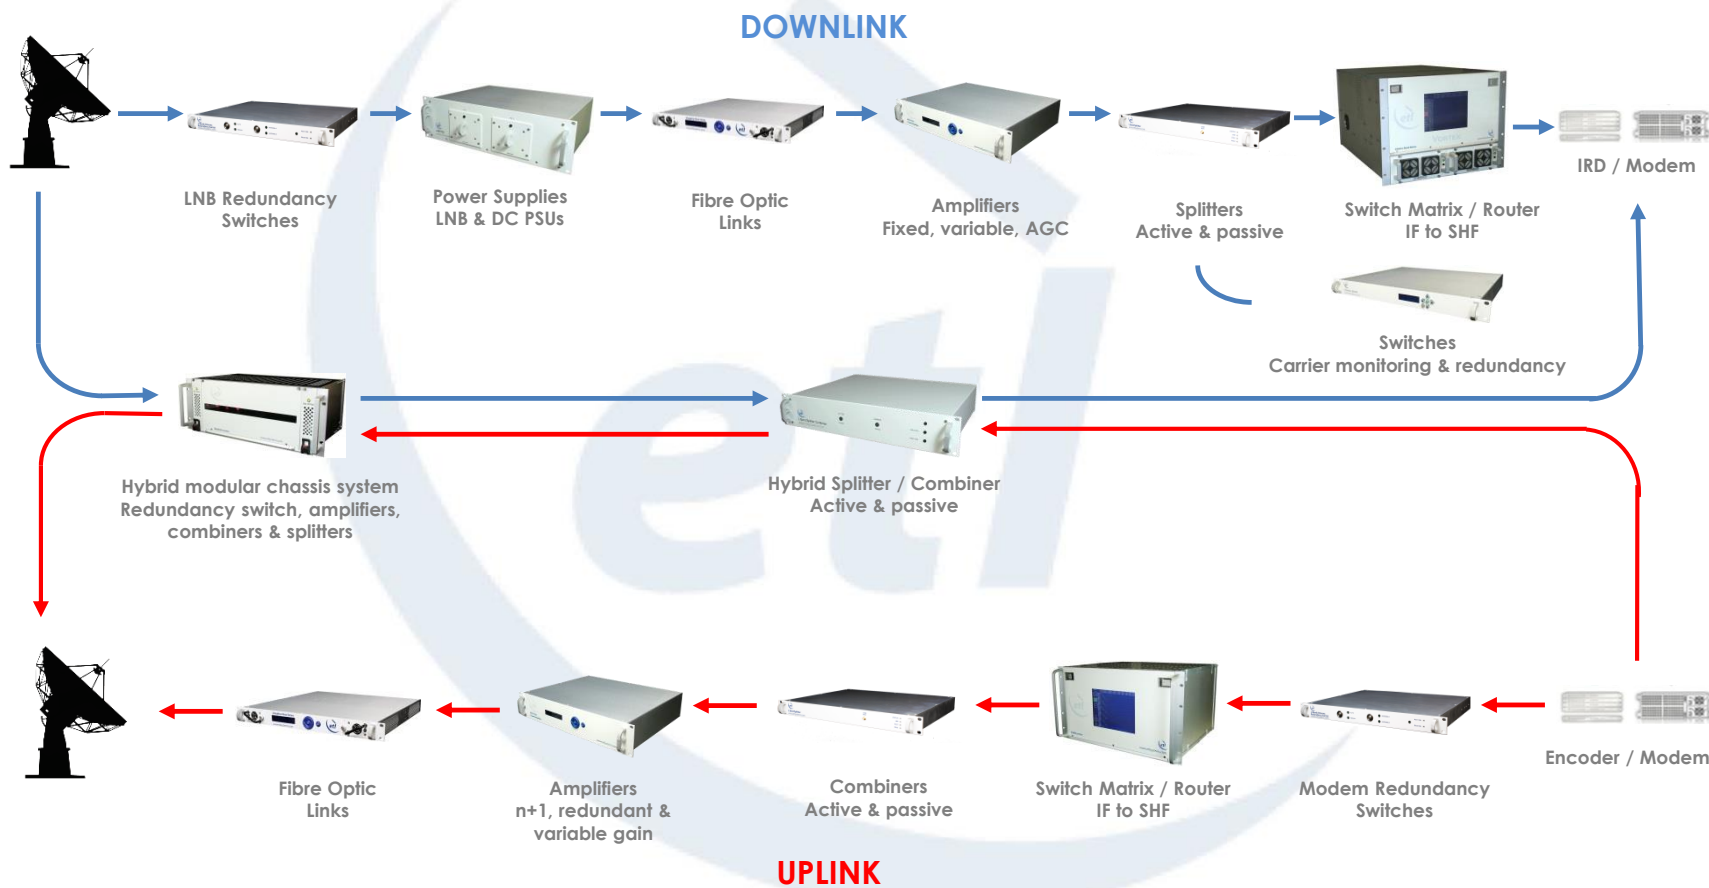 DOWNLINK
LNB Redundancy
Switches
Power Supplies
LNB & DC PSUs
Fibre Optic
Links
Amplifiers
Fixed, variable, AGC
Splitters
Active & passive
Switch Matrix / Router
IF to SHF
IRD / Modem
Switches
Carrier monitoring & redundancy
Hybrid modular chassis system
Redundancy switch, amplifiers,
combiners & splitters
Hybrid Splitter / Combiner
Active & passive
etl
Fibre Optic
Links
Amplifiers
n+1, redundant &
variable gain
Combiners
Active & passive
Switch Matrix / Router
IF to SHF
Modem Redundancy
Switches
Encoder / Modem
UPLINK